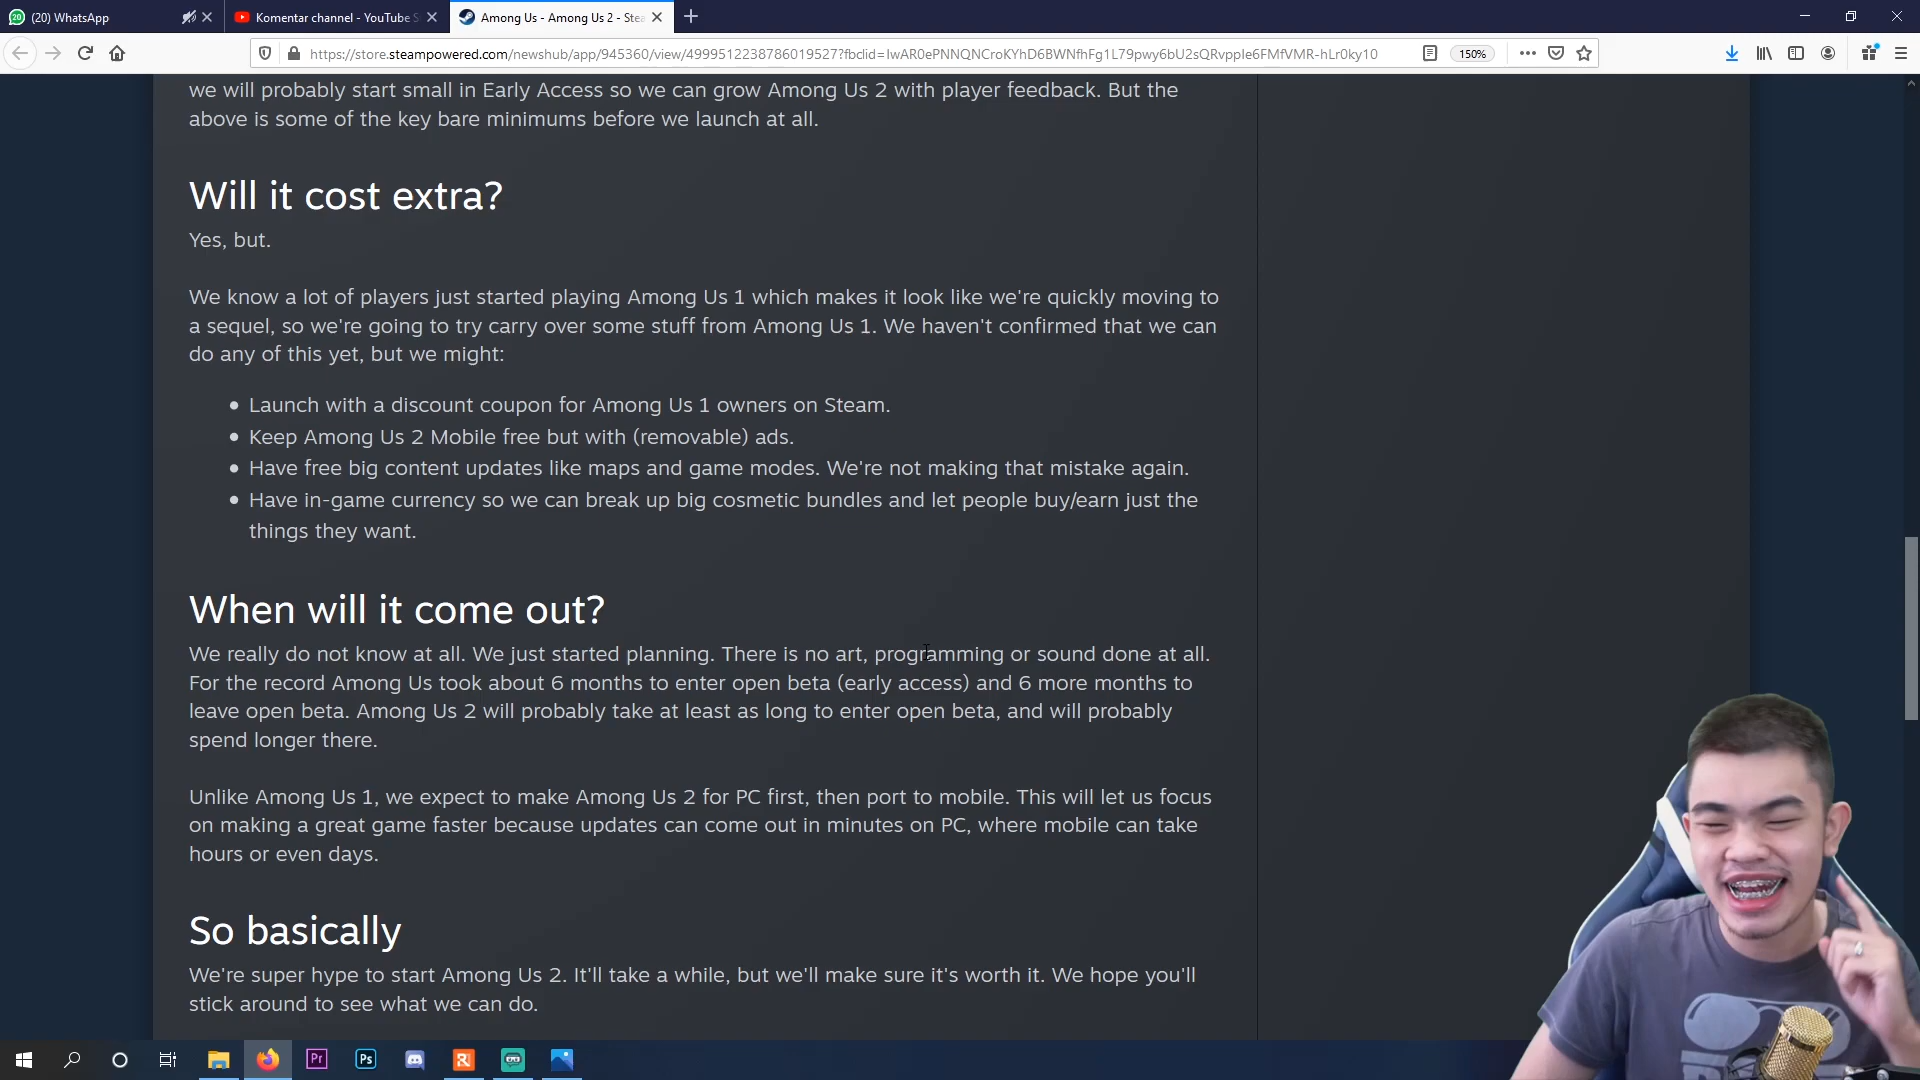 (20) WhatsApp
Komentar channel - YouTube S
Among Us - Among Us 2 - Stea
https://store.steampowered.com/newshub/app/945360/view/4999512238786019527?fbclid=IwAR0ePNNQNCroKYhD6BWNfhFg1L79pwy6bU2sQRvppIe6FMfVMR-hLr0ky10
150%
we will probably start small in Early Access so we can grow Among Us 2 with player feedback. But the
above is some of the key bare minimums before we launch at all.
Will it cost extra?
Yes, but.
We know a lot of players just started playing Among Us 1 which makes it look like we're quickly moving to
a sequel, so we're going to try carry over some stuff from Among Us 1. We haven't confirmed that we can
do any of this yet, but we might:
Launch with a discount coupon for Among Us 1 owners on Steam.
Keep Among Us 2 Mobile free but with (removable) ads.
Have free big content updates like maps and game modes. We're not making that mistake again.
Have in-game currency so we can break up big cosmetic bundles and let people buy/earn just the
things they want.
When will it come out?
We really do not know at all. We just started planning. There is no art, programming or sound done at all.
For the record Among Us took about 6 months to enter open beta (early access) and 6 more months to
leave open beta. Among Us 2 will probably take at least as long to enter open beta, and will probably
spend longer there.
Unlike Among Us 1, we expect to make Among Us 2 for PC first, then port to mobile. This will let us focus
on making a great game faster because updates can come out in minutes on PC, where mobile can take
hours or even days.
So basically
We're super hype to start Among Us 2. It'll take a while, but we'll make sure it's worth it. We hope you'll
stick around to see what we can do.
Pr
Ps